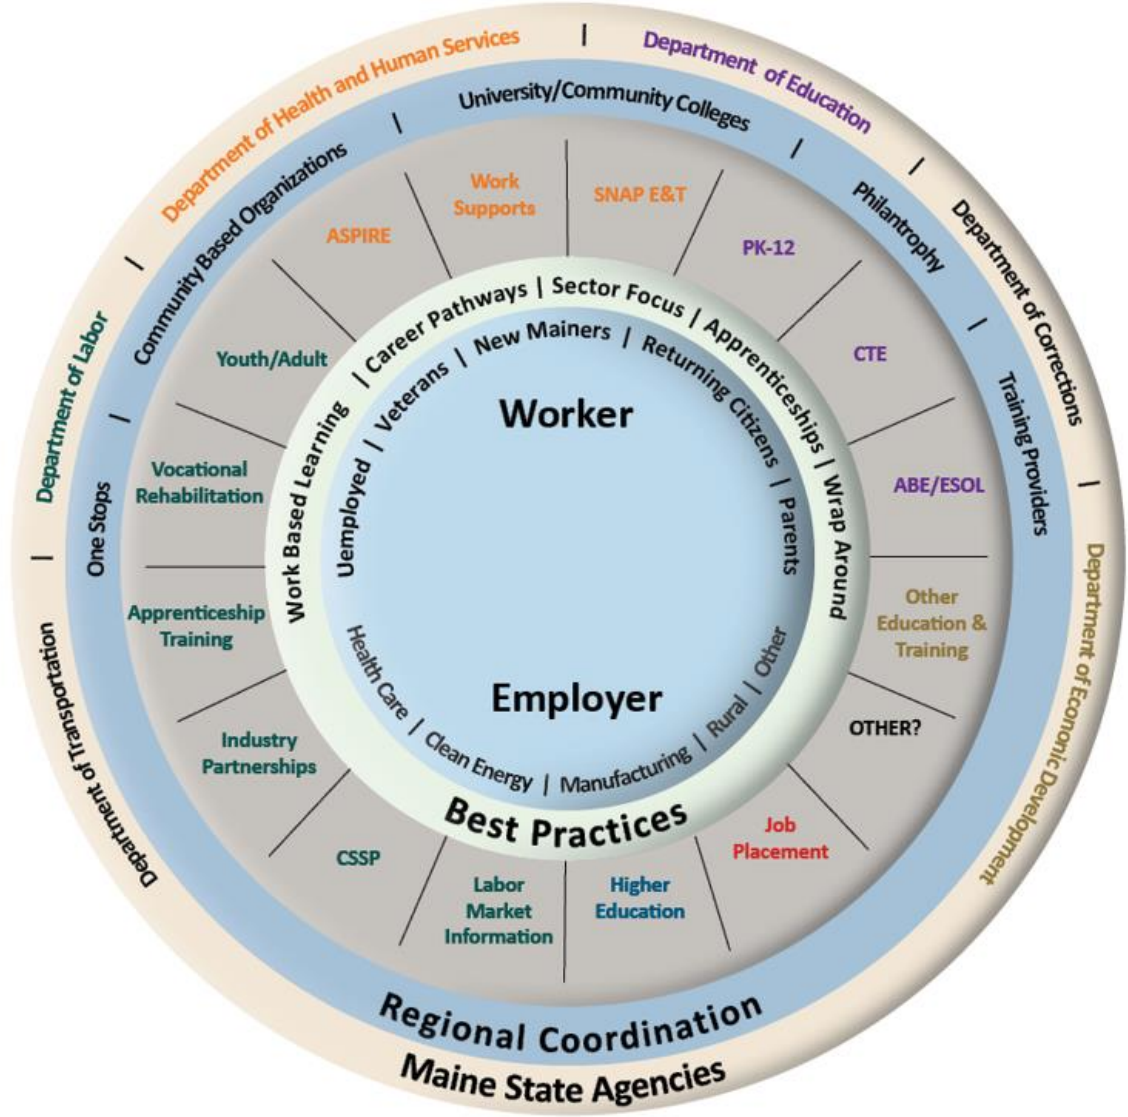 Department of Transportation | Department of Labor | Department of Health and Human Services | Department of Education | Department of Corrections | Department of Econonic Development
Maine State Agencies
One Stops | Community Based Organizations | University/Community Colleges | Philantrophy | Training Providers
Regional Coordination
Work
Supports
SNAP E&T
PK-12
CTE
ABE/ESOL
Other
Education &
Training
OTHER?
Job
Placement
Higher
Education
Labor
Market
Information
CSSP
Industry
Partnerships
Apprenticeship
Training
Vocational
Rehabilitation
Youth/Adult
ASPIRE
Work Based Learning | Career Pathways | Sector Focus | Apprenticeships | Wrap Around
Best Practices
Uemployed | Veterans | New Mainers | Returning Citizens | Parents
Worker
Employer
Health Care | Clean Energy | Manufacturing | Rural | Other